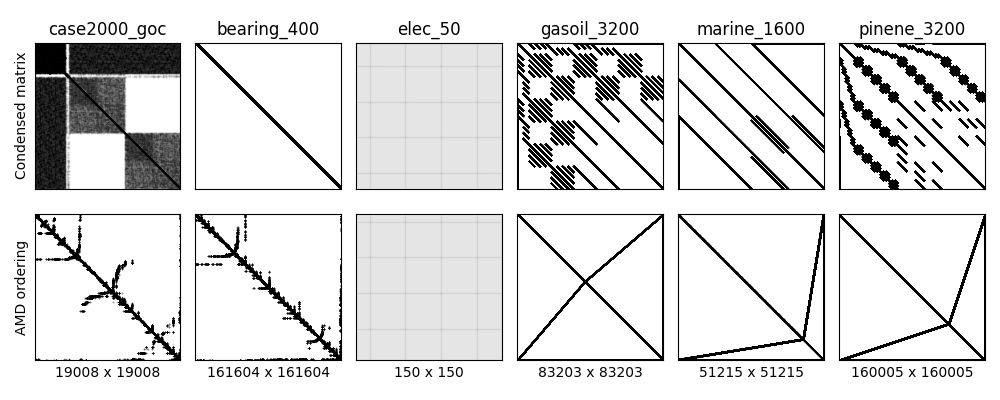 case2000_goc bearing_400 elec_50 gasoil_3200 marine_1600 pinene_3200
Condensed matrix
AMD ordering
19008 x 19008 161604 x 161604 150 x 150 83203 x 83203 51215 x 51215 160005 x 160005